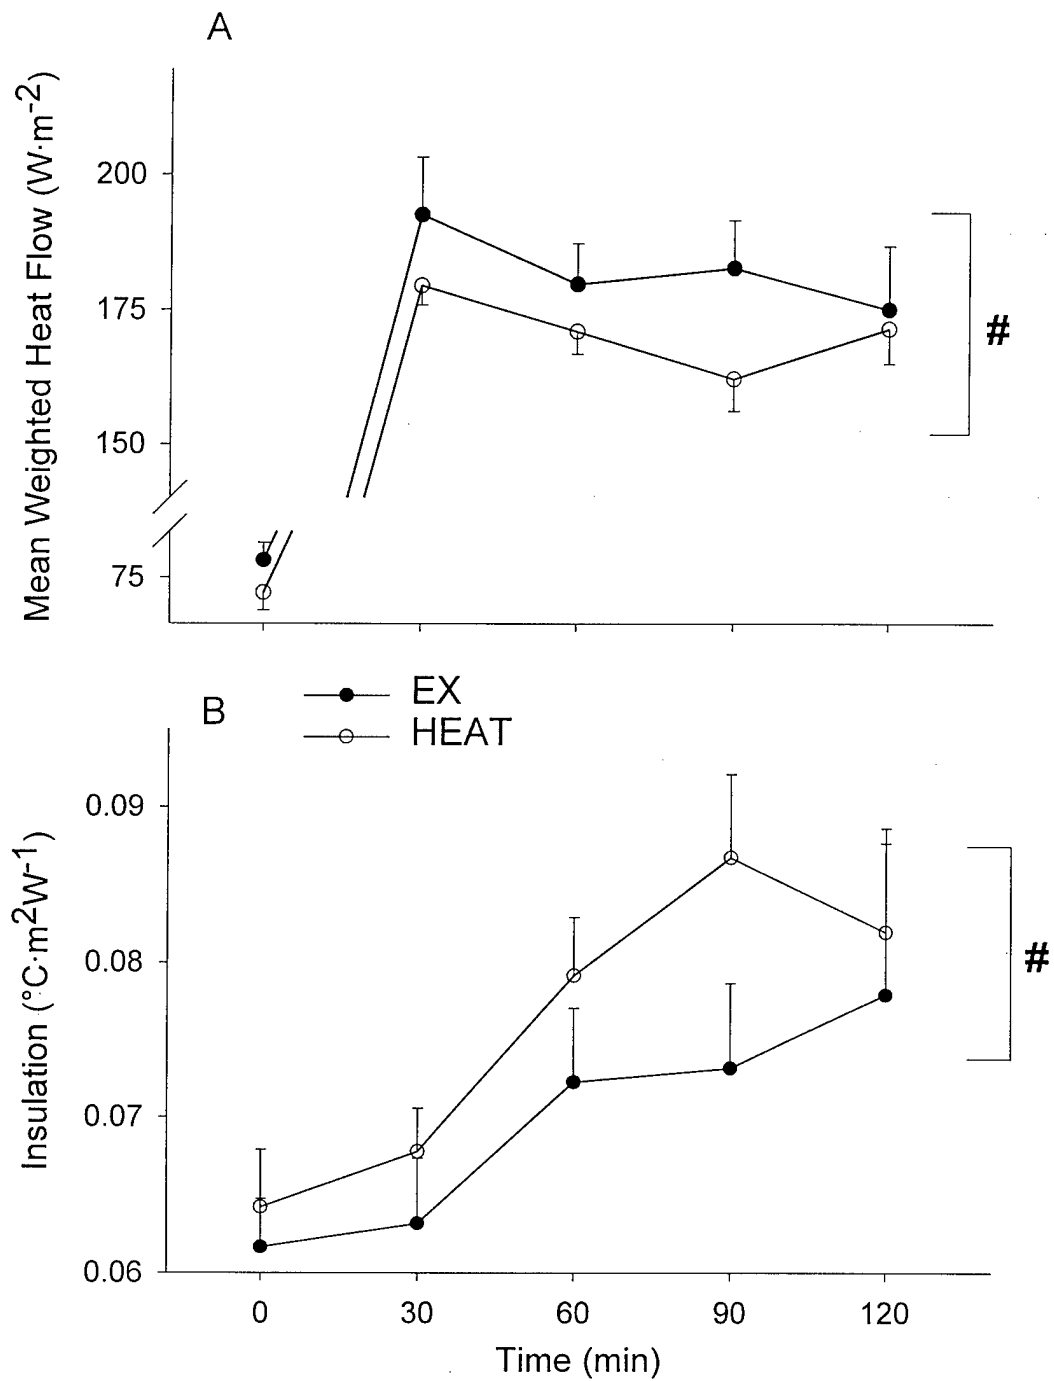 A
Mean Weighted Heat Flow (W·m-2)
200
175
150
75
#
B
EX
HEAT
Insulation (°C·m2W-1)
0.09
0.08
0.07
0.06
#
0 30 60 90 120
Time (min)